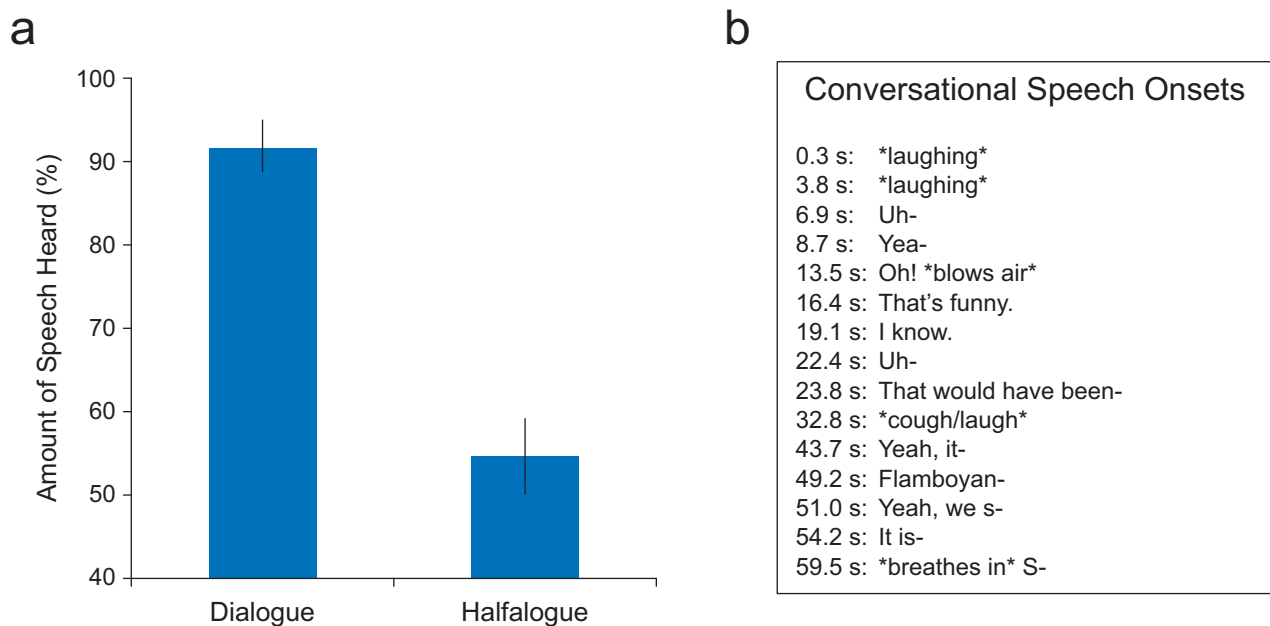 a
Amount of Speech Heard (%)
100
90
80
70
60
50
40
Dialogue
Halfalogue
b
Conversational Speech Onsets
0.3 s: *laughing*
3.8 s: *laughing*
6.9 s: Uh-
8.7 s: Yea-
13.5 s: Oh! *blows air*
16.4 s: That's funny.
19.1 s: I know.
22.4 s: Uh-
23.8 s: That would have been-
32.8 s: *cough/laugh*
43.7 s: Yeah, it-
49.2 s: Flamboyan-
51.0 s: Yeah, we s-
54.2 s: It is-
59.5 s: *breathes in* S-